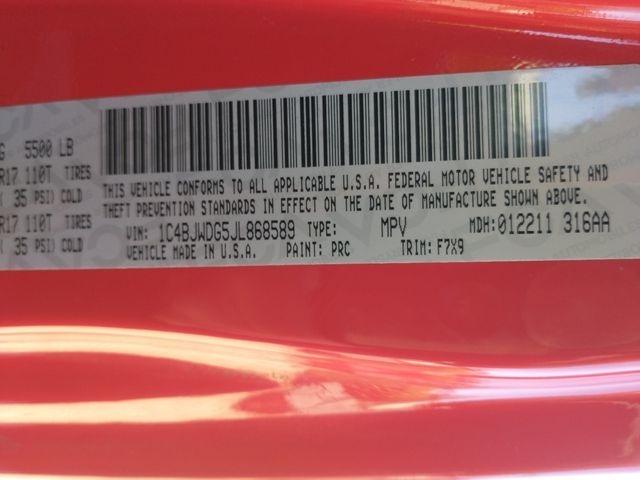 G 5500 LB
R17 110T TIRES
( 35 PSI) COLD
R17 110T TIRES
( 35 PSI) COLD
THIS VEHICLE CONFORMS TO ALL APPLICABLE U.S.A. FEDERAL MOTOR VEHICLE SAFETY AND
THEFT PREVENTION STANDARDS IN EFFECT ON THE DATE OF MANUFACTURE SHOWN ABOVE.
VIN: 1C4BJWDG5JL868589 TYPE: MPV MDH:012211 316AA
VEHICLE MADE IN U.S.A. PAINT: PRC TRIM: F7X9